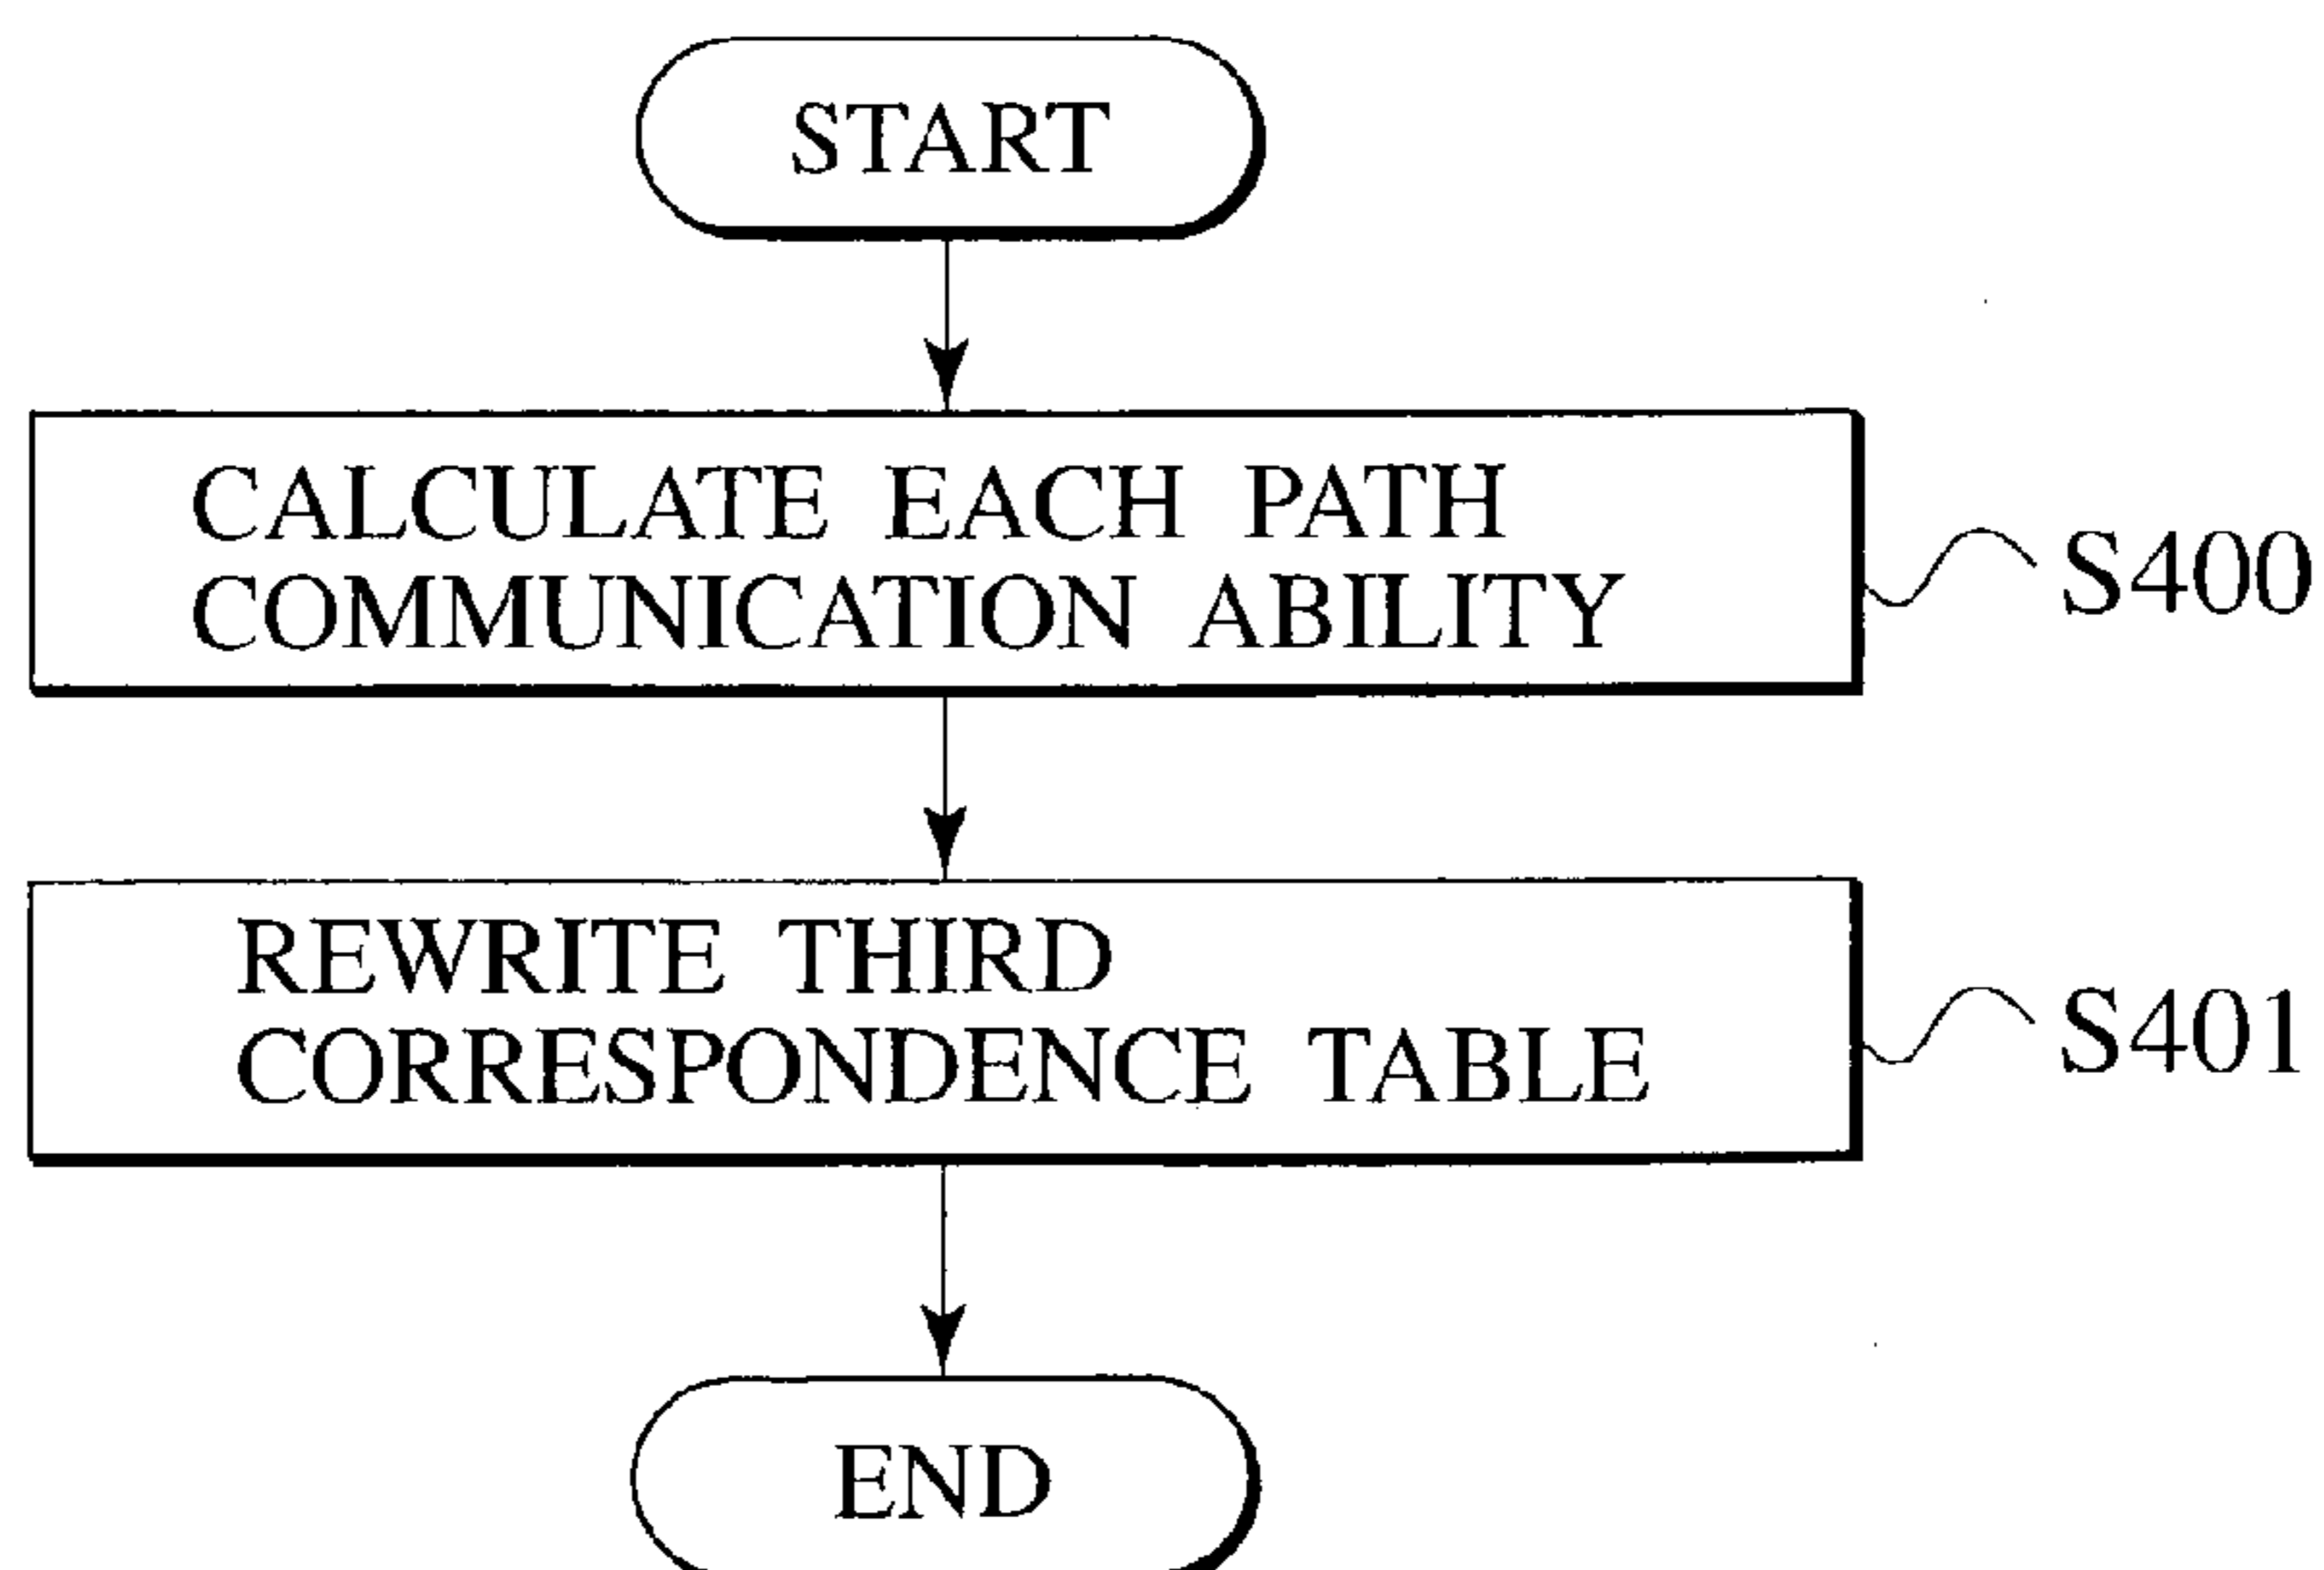 START
CALCULATE EACH PATH
COMMUNICATION ABILITY
S400
REWRITE THIRD
CORRESPONDENCE TABLE
S401
END